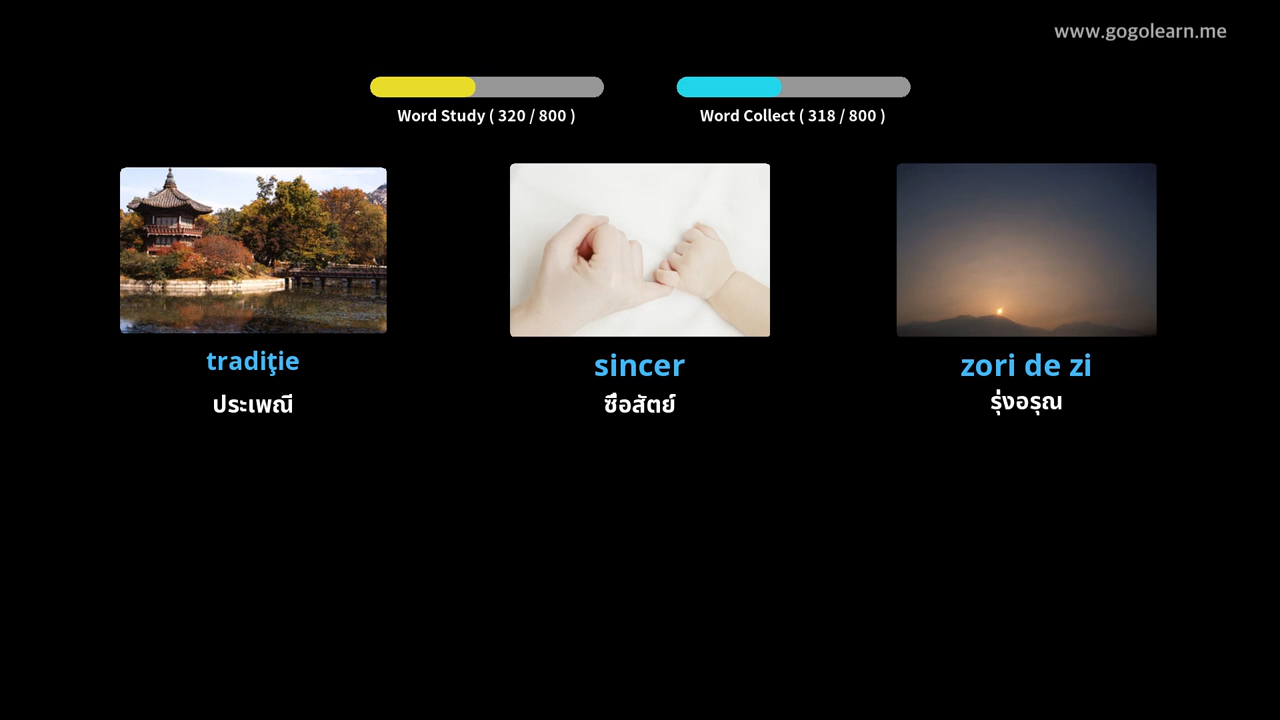 www.gogolearn.me
Word Study ( 320 / 800 )
Word Collect ( 318 / 800 )
tradiţie
ประเพณี
sincer
ซื่อสัตย์
zori de zi
รุ่งอรุณ